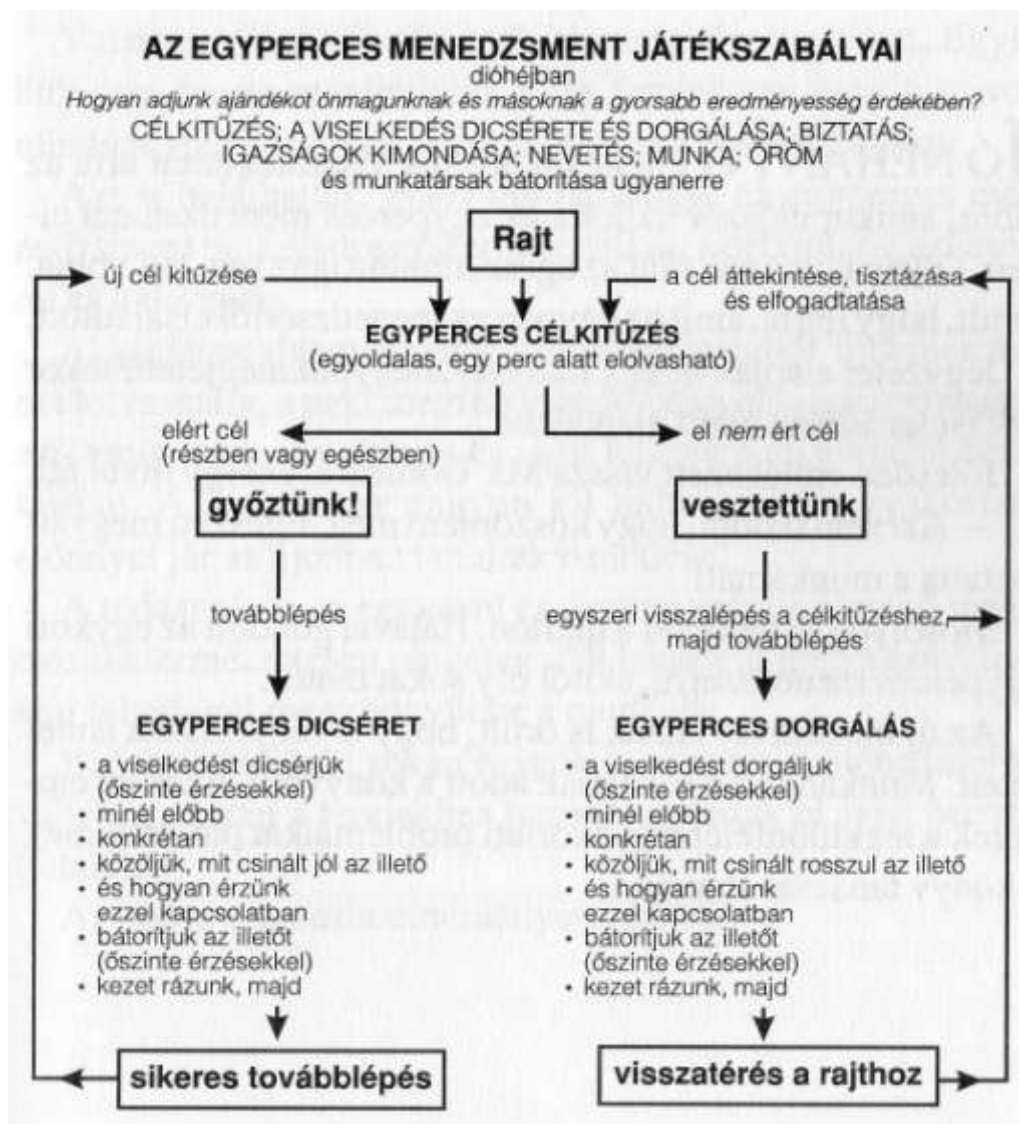 AZ EGYPERCES MENEDZSMENT JÁTÉKSZABÁLYAI
dióhéjban
Hogyan adjunk ajándékot önmagunknak és másoknak a gyorsabb eredményesség érdekében?
CÉLKITŰZÉS; A VISELKEDÉS DICSÉRETE ÉS DORGÁLÁSA; BIZTATÁS;
IGAZSÁGOK KIMONDÁSA; NEVETÉS; MUNKA; ÖRÖM
és munkatársak bátorítása ugyanerre
Rajt
új cél kitűzése
a cél áttekintése, tisztázása
és elfogadtatása
EGYPERCES CÉLKITŰZÉS
(egyoldalas, egy perc alatt elolvasható)
elért cél
(részben vagy egészben)
el nem ért cél
győztünk!
vesztettünk
továbblépés
egyszeri visszalépés a célkitűzéshez,
majd továbblépés
EGYPERCES DICSÉRET
• a viselkedést dicsérjük
(őszinte érzésekkel)
• minél előbb
• konkrétan
• közöljük, mit csinált jól az illető
• és hogyan érzünk
ezzel kapcsolatban
• bátorítjuk az illetőt
(őszinte érzésekkel)
• kezet rázunk, majd
EGYPERCES DORGÁLÁS
• a viselkedést dorgáljuk
(őszinte érzésekkel)
• minél előbb
• konkrétan
• közöljük, mit csinált rosszul az illető
• és hogyan érzünk
ezzel kapcsolatban
• bátorítjuk az illetőt
(őszinte érzésekkel)
• kezet rázunk, majd
sikeres továbblépés
visszatérés a rajthoz